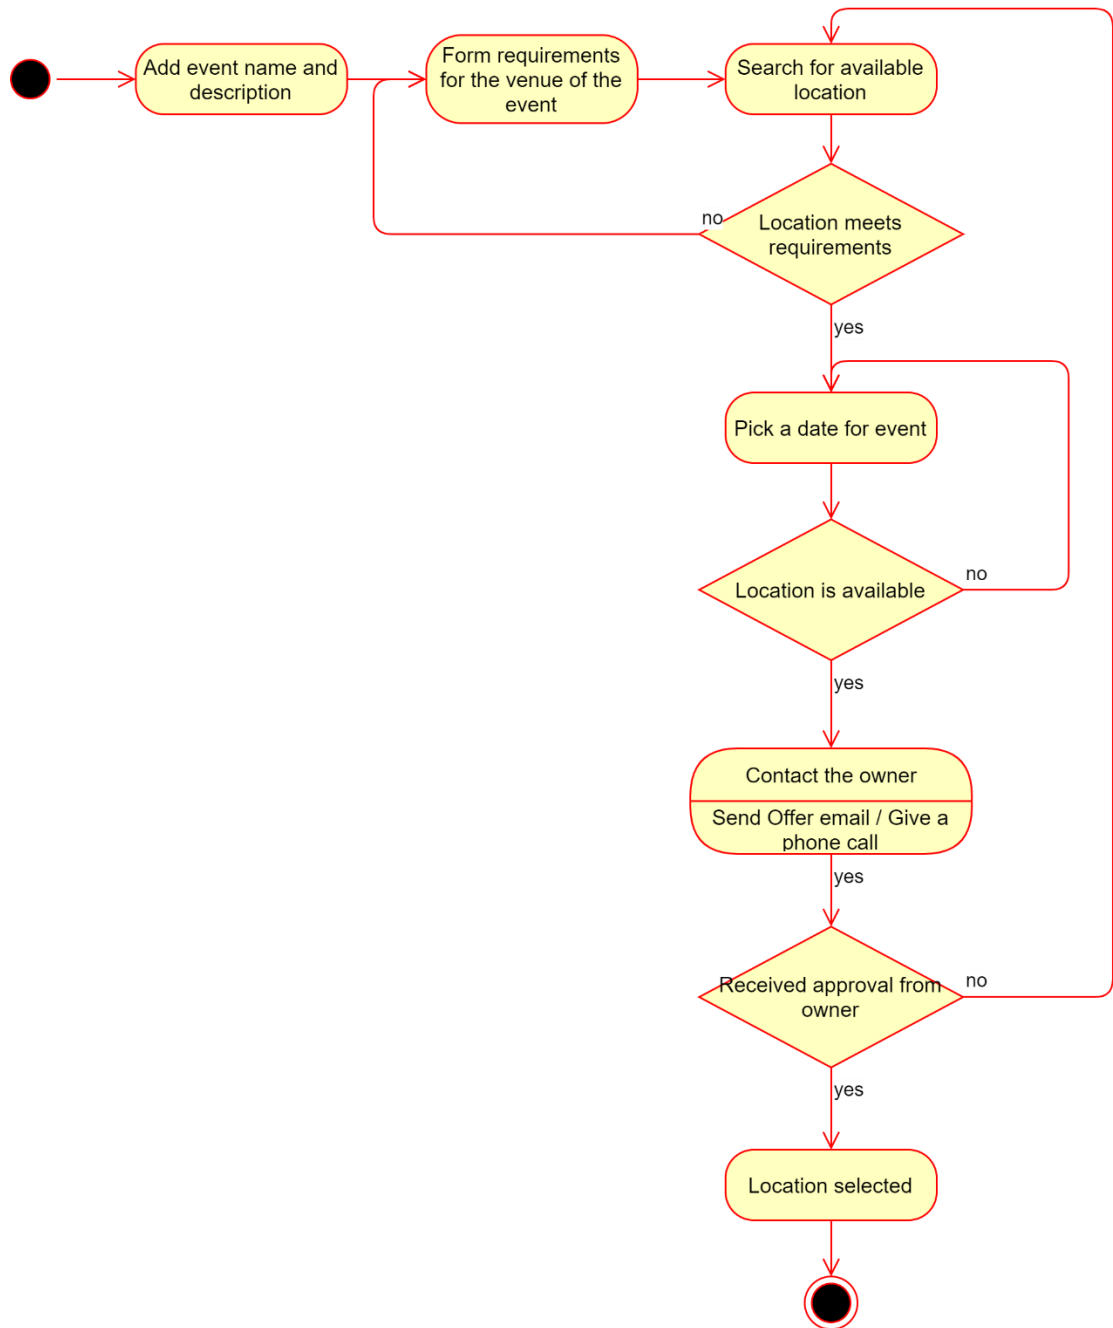 Add event name and
description
Form requirements
for the venue of the
event
Search for available
location
no
Location meets
requirements
yes
Pick a date for event
Location is available
no
yes
Contact the owner
Send Offer email / Give a
phone call
yes
Received approval from
owner
no
yes
Location selected